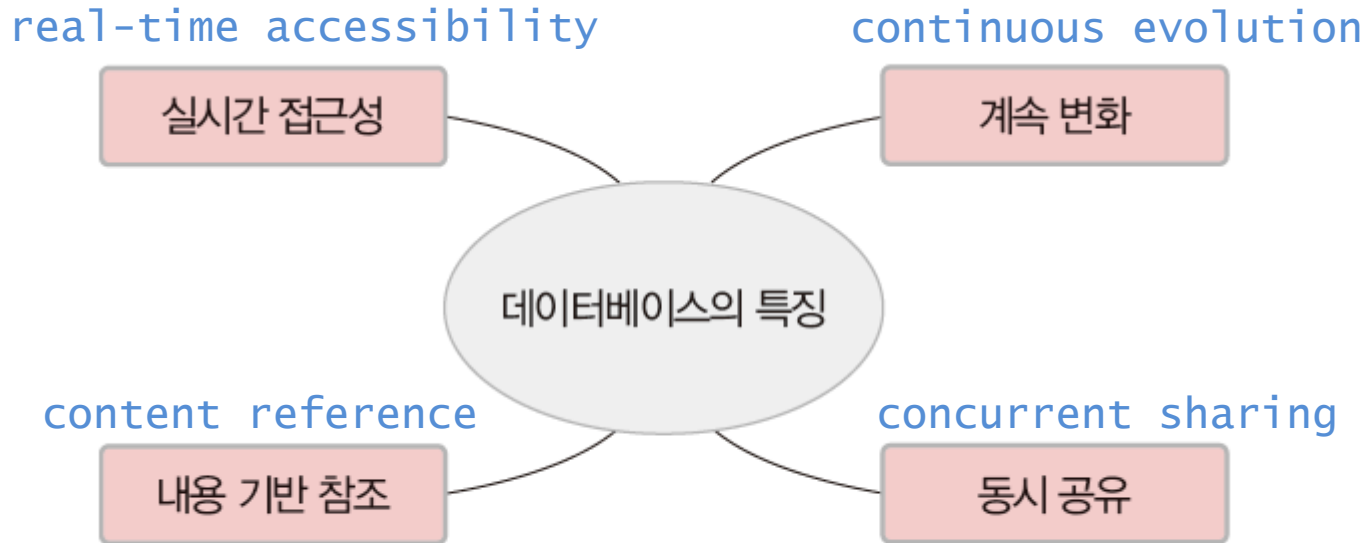 real-time accessibility
continuous evolution
실시간 접근성
계속 변화
데이터베이스의 특징
content reference
concurrent sharing
내용 기반 참조
동시 공유